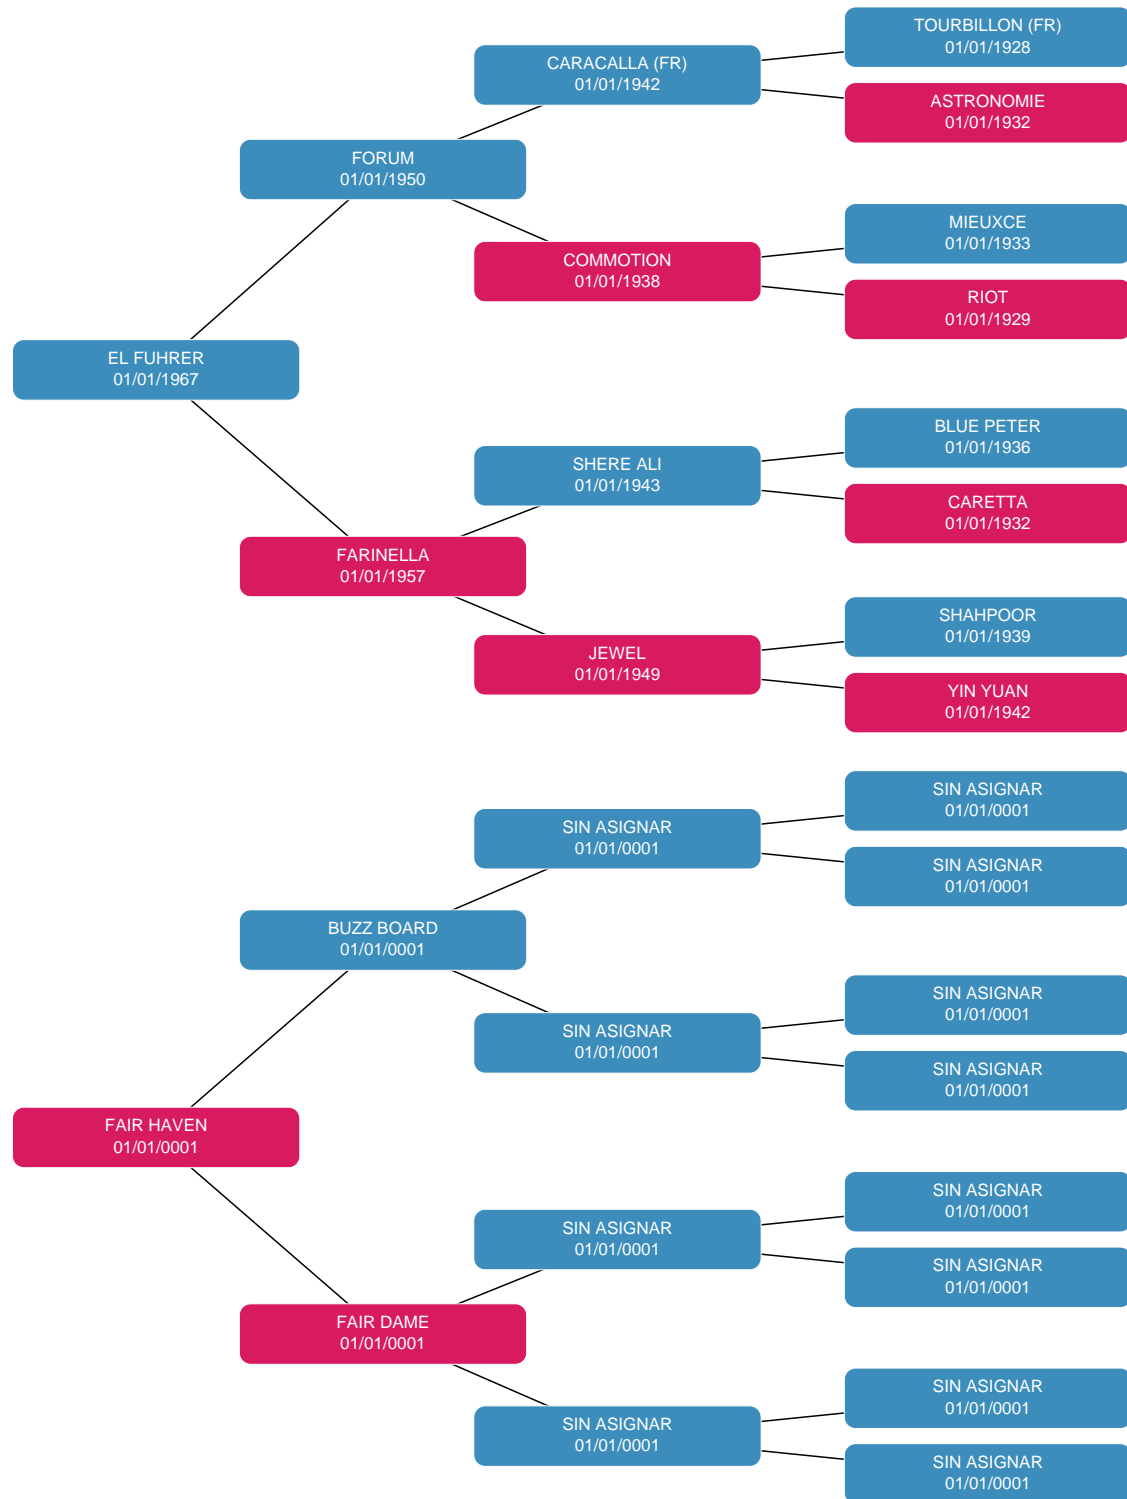 TOURBILLON (FR)
01/01/1928
CARACALLA (FR)
01/01/1942
ASTRONOMIE
01/01/1932
FORUM
01/01/1950
MIEUXCE
01/01/1933
COMMOTION
01/01/1938
RIOT
01/01/1929
EL FUHRER
01/01/1967
BLUE PETER
01/01/1936
SHERE ALI
01/01/1943
CARETTA
01/01/1932
FARINELLA
01/01/1957
SHAHPOOR
01/01/1939
JEWEL
01/01/1949
YIN YUAN
01/01/1942
SIN ASIGNAR
01/01/0001
SIN ASIGNAR
01/01/0001
SIN ASIGNAR
01/01/0001
BUZZ BOARD
01/01/0001
SIN ASIGNAR
01/01/0001
SIN ASIGNAR
01/01/0001
SIN ASIGNAR
01/01/0001
FAIR HAVEN
01/01/0001
SIN ASIGNAR
01/01/0001
SIN ASIGNAR
01/01/0001
SIN ASIGNAR
01/01/0001
FAIR DAME
01/01/0001
SIN ASIGNAR
01/01/0001
SIN ASIGNAR
01/01/0001
SIN ASIGNAR
01/01/0001